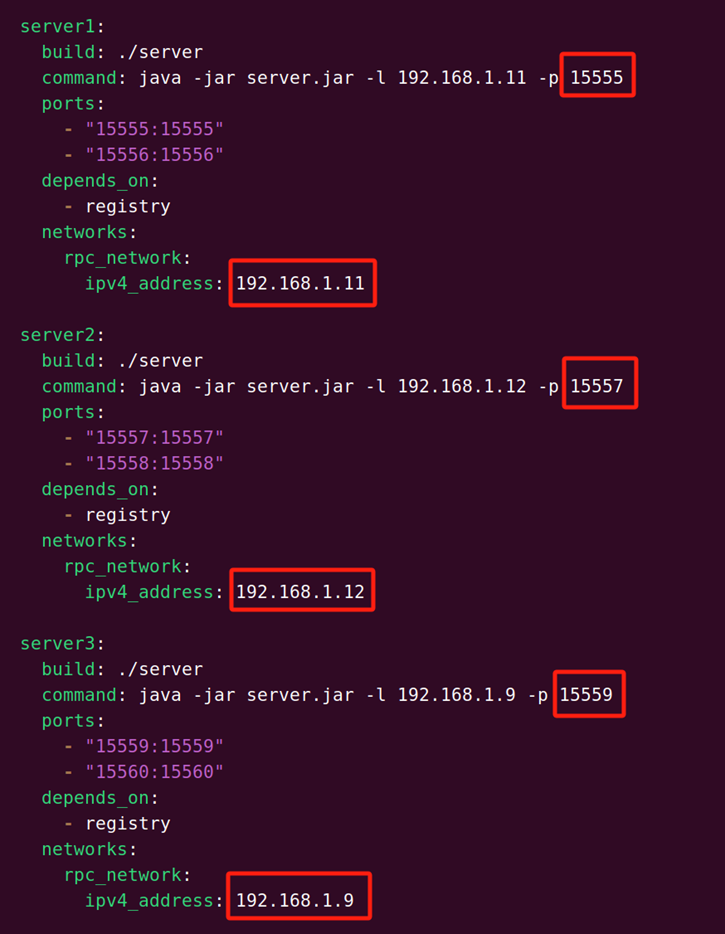 server1:
  build: ./server
  command: java -jar server.jar -l 192.168.1.11 -p 15555
  ports:
    - "15555:15555"
    - "15556:15556"
  depends_on:
    - registry
  networks:
    rpc_network:
      ipv4_address: 192.168.1.11

server2:
  build: ./server
  command: java -jar server.jar -l 192.168.1.12 -p 15557
  ports:
    - "15557:15557"
    - "15558:15558"
  depends_on:
    - registry
  networks:
    rpc_network:
      ipv4_address: 192.168.1.12

server3:
  build: ./server
  command: java -jar server.jar -l 192.168.1.9 -p 15559
  ports:
    - "15559:15559"
    - "15560:15560"
  depends_on:
    - registry
  networks:
    rpc_network:
      ipv4_address: 192.168.1.9